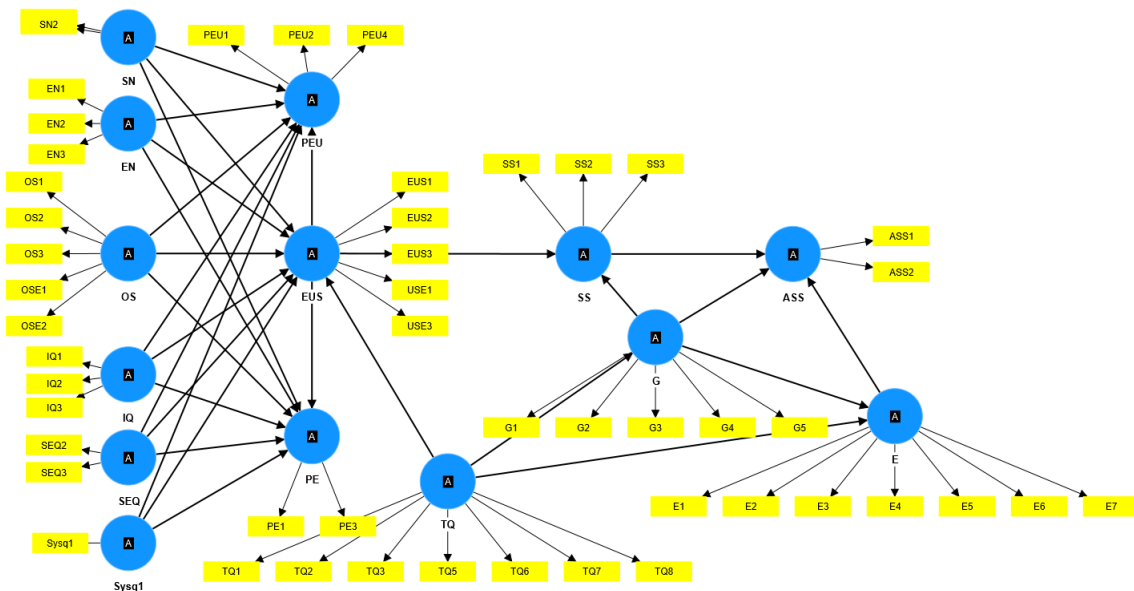 SN2
A
SN
PEU1
PEU2
PEU4
A
PEU
EN1
EN2
EN3
A
EN
OS1
OS2
OS3
OSE1
OSE2
A
OS
A
EUS
EUS1
EUS2
EUS3
USE1
USE3
SS1
SS2
SS3
A
SS
A
ASS
ASS1
ASS2
IQ1
IQ2
IQ3
A
IQ
A
G
G1
G2
G3
G4
G5
SEQ2
SEQ3
A
SEQ
A
PE
PE1
PE3
A
TQ
A
E
E1
E2
E3
E4
E5
E6
E7
Sysq1
A
Sysq1
TQ1
TQ2
TQ3
TQ5
TQ6
TQ7
TQ8